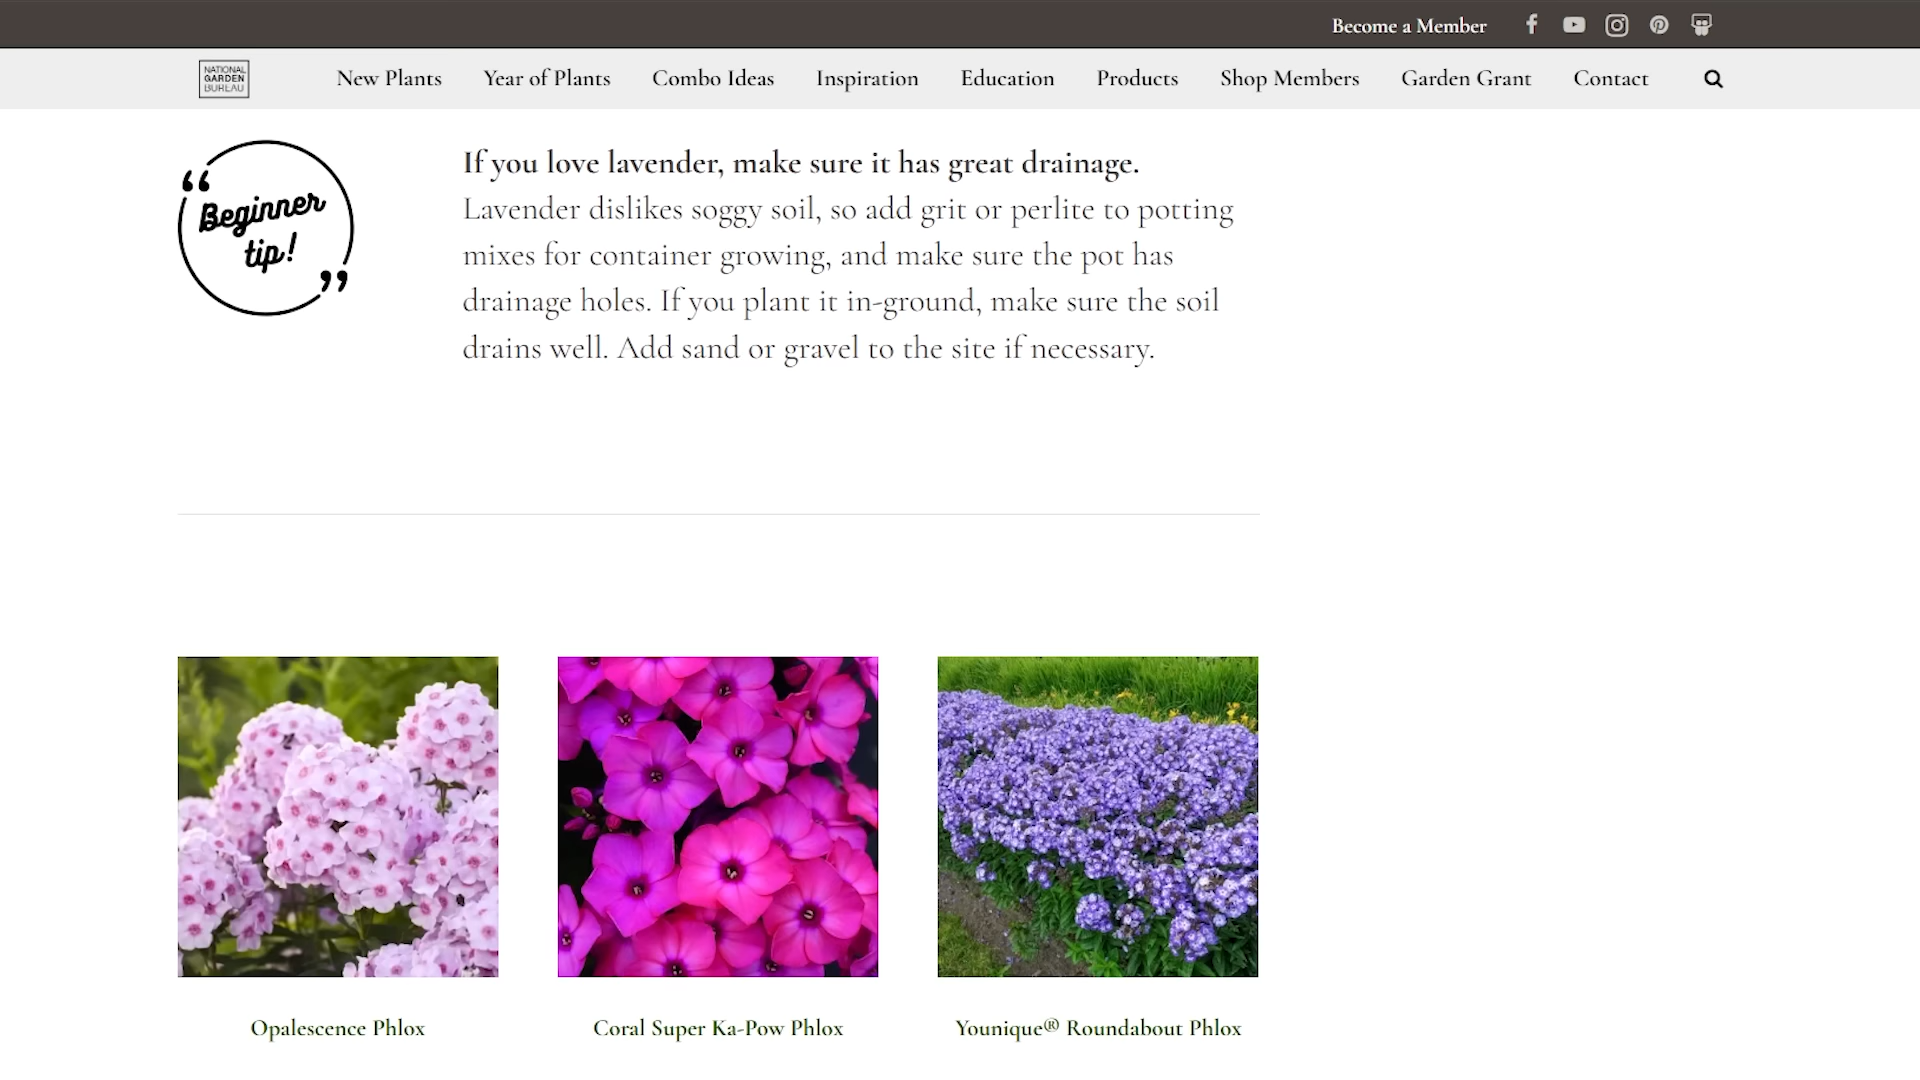 Become a Member
NATIONAL
GARDEN
BUREAU
New Plants
Year of Plants
Combo Ideas
Inspiration
Education
Products
Shop Members
Garden Grant
Contact
“Beginner
tip!”
If you love lavender, make sure it has great drainage.
Lavender dislikes soggy soil, so add grit or perlite to potting
mixes for container growing, and make sure the pot has
drainage holes. If you plant it in-ground, make sure the soil
drains well. Add sand or gravel to the site if necessary.
Opalescence Phlox
Coral Super Ka-Pow Phlox
Younique® Roundabout Phlox